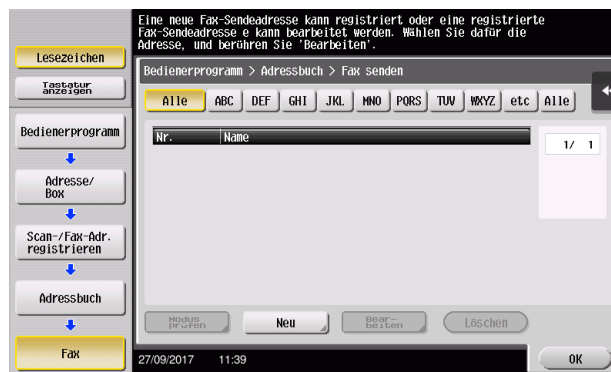 Eine neue Fax-Sendeadresse kann registriert oder eine registrierte
Fax-Sendeadresse e kann bearbeitet werden. Wählen Sie dafür die
Adresse, und berühren Sie 'Bearbeiten'.
Lesezeichen
Tastatur
anzeigen
Bedienerprogramm
Adresse/
Box
Scan-/Fax-Adr.
registrieren
Adressbuch
Fax
Bedienerprogramm > Adressbuch > Fax senden
Alle ABC DEF GHI JKL MNO PQRS TUV WXYZ etc Alle
Nr. Name
1/ 1
Modus
prüfen
Neu
Bear-
beiten
Löschen
27/09/2017 11:39
OK